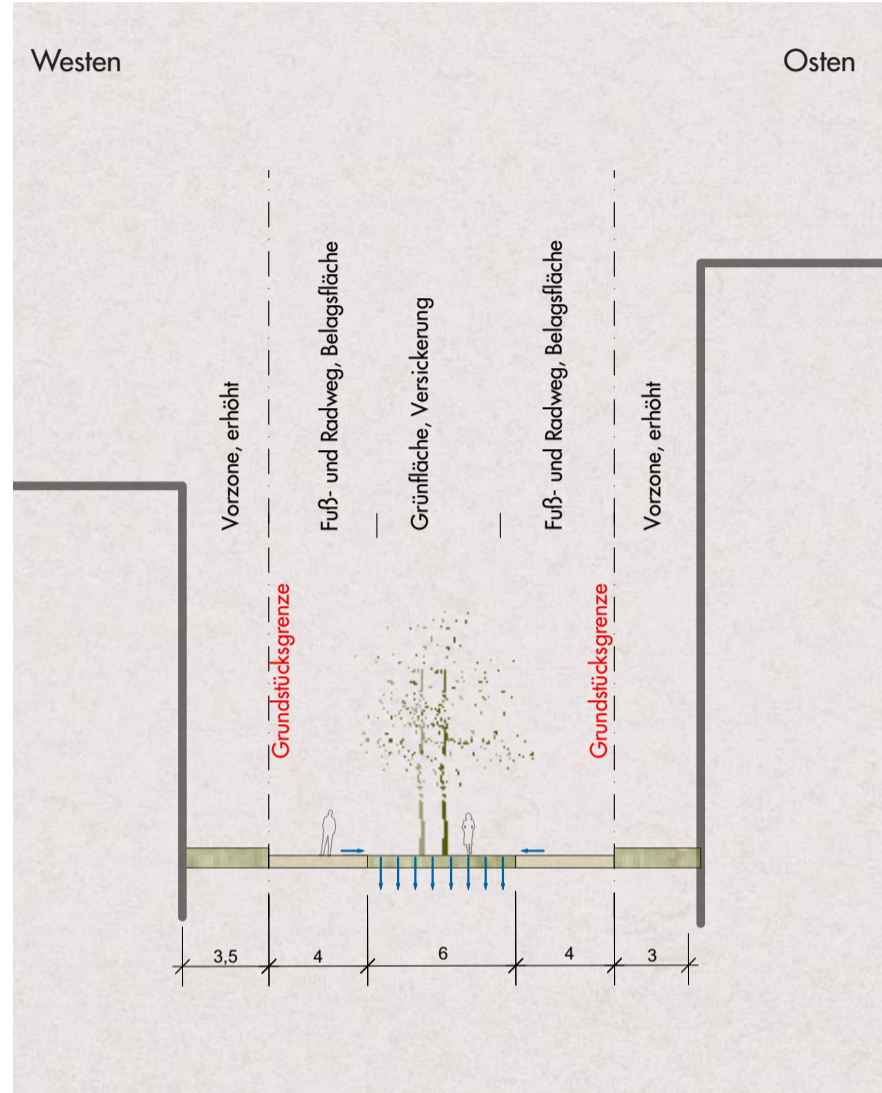 Westen
Osten
Vorzone, erhöht
Fuß- und Radweg, Belagsfläche
Grünfläche, Versickerung
Fuß- und Radweg, Belagsfläche
Vorzone, erhöht
Grundstücksgrenze
Grundstücksgrenze
3,5
4
6
4
3